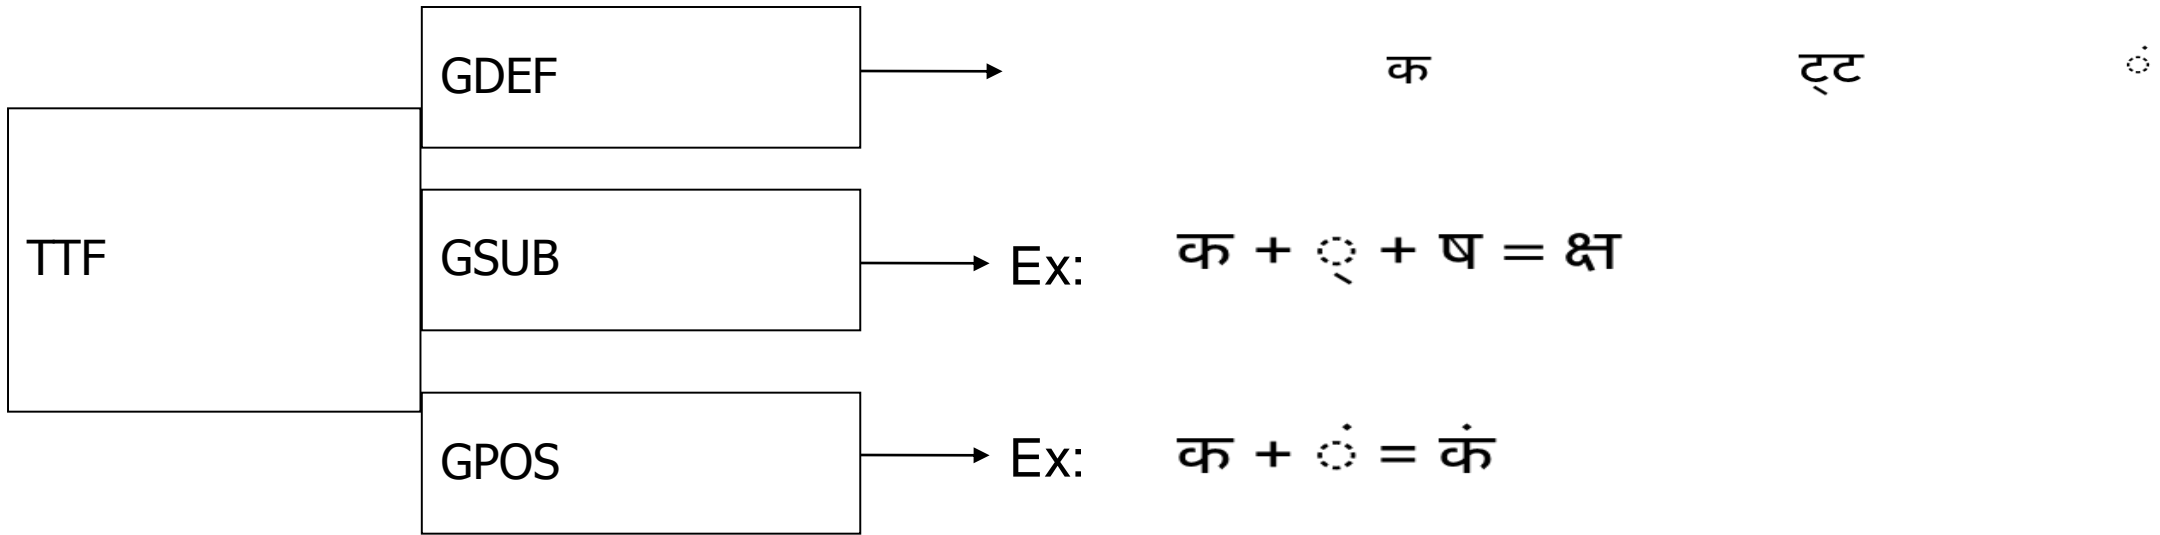 GDEF क ट्ट ं
TTF
GSUB Ex: क + ् + ष = क्ष
GPOS Ex: क + ं = कं